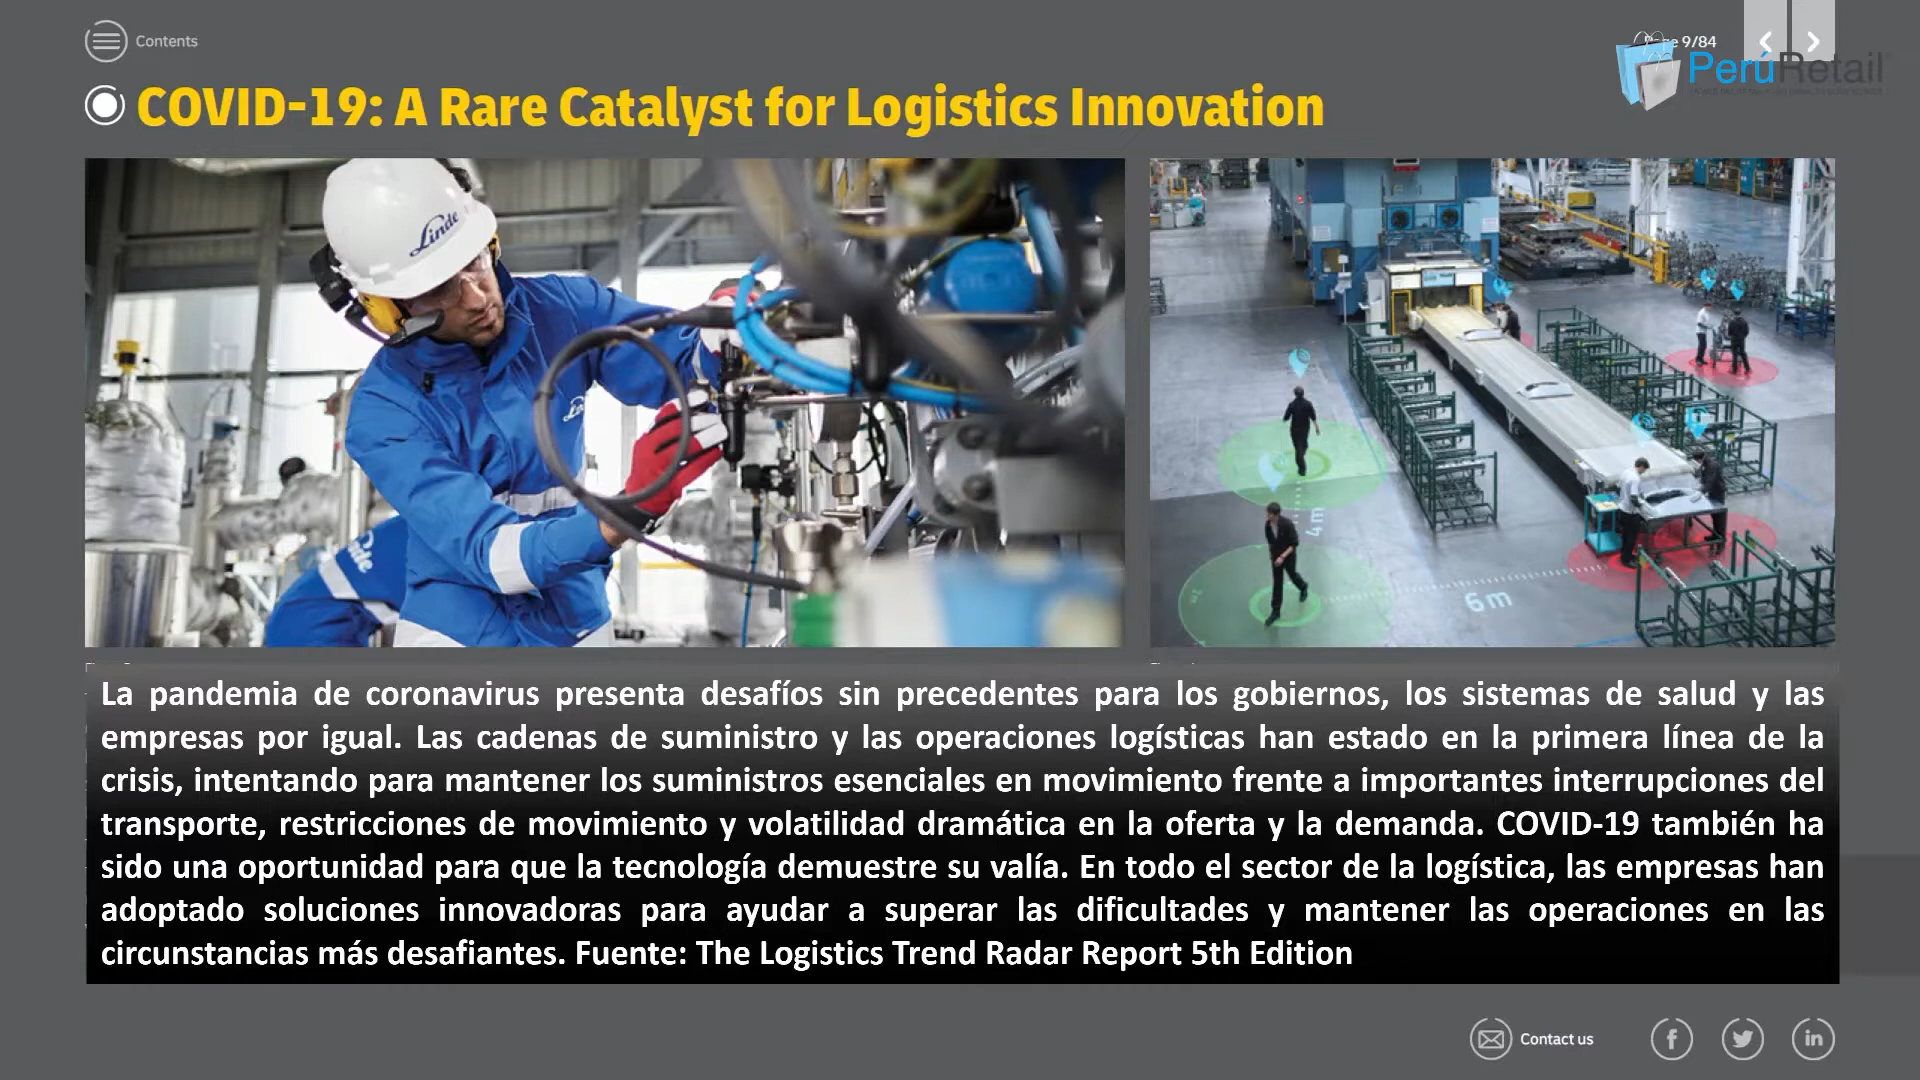 Contents
9/84
PerúRetail
COVID-19: A Rare Catalyst for Logistics Innovation
Linde
Linde
4m
6m
La pandemia de coronavirus presenta desafíos sin precedentes para los gobiernos, los sistemas de salud y las
empresas por igual. Las cadenas de suministro y las operaciones logísticas han estado en la primera línea de la
crisis, intentando para mantener los suministros esenciales en movimiento frente a importantes interrupciones del
transporte, restricciones de movimiento y volatilidad dramática en la oferta y la demanda. COVID-19 también ha
sido una oportunidad para que la tecnología demuestre su valía. En todo el sector de la logística, las empresas han
adoptado soluciones innovadoras para ayudar a superar las dificultades y mantener las operaciones en las
circunstancias más desafiantes. Fuente: The Logistics Trend Radar Report 5th Edition
Contact us
f
in